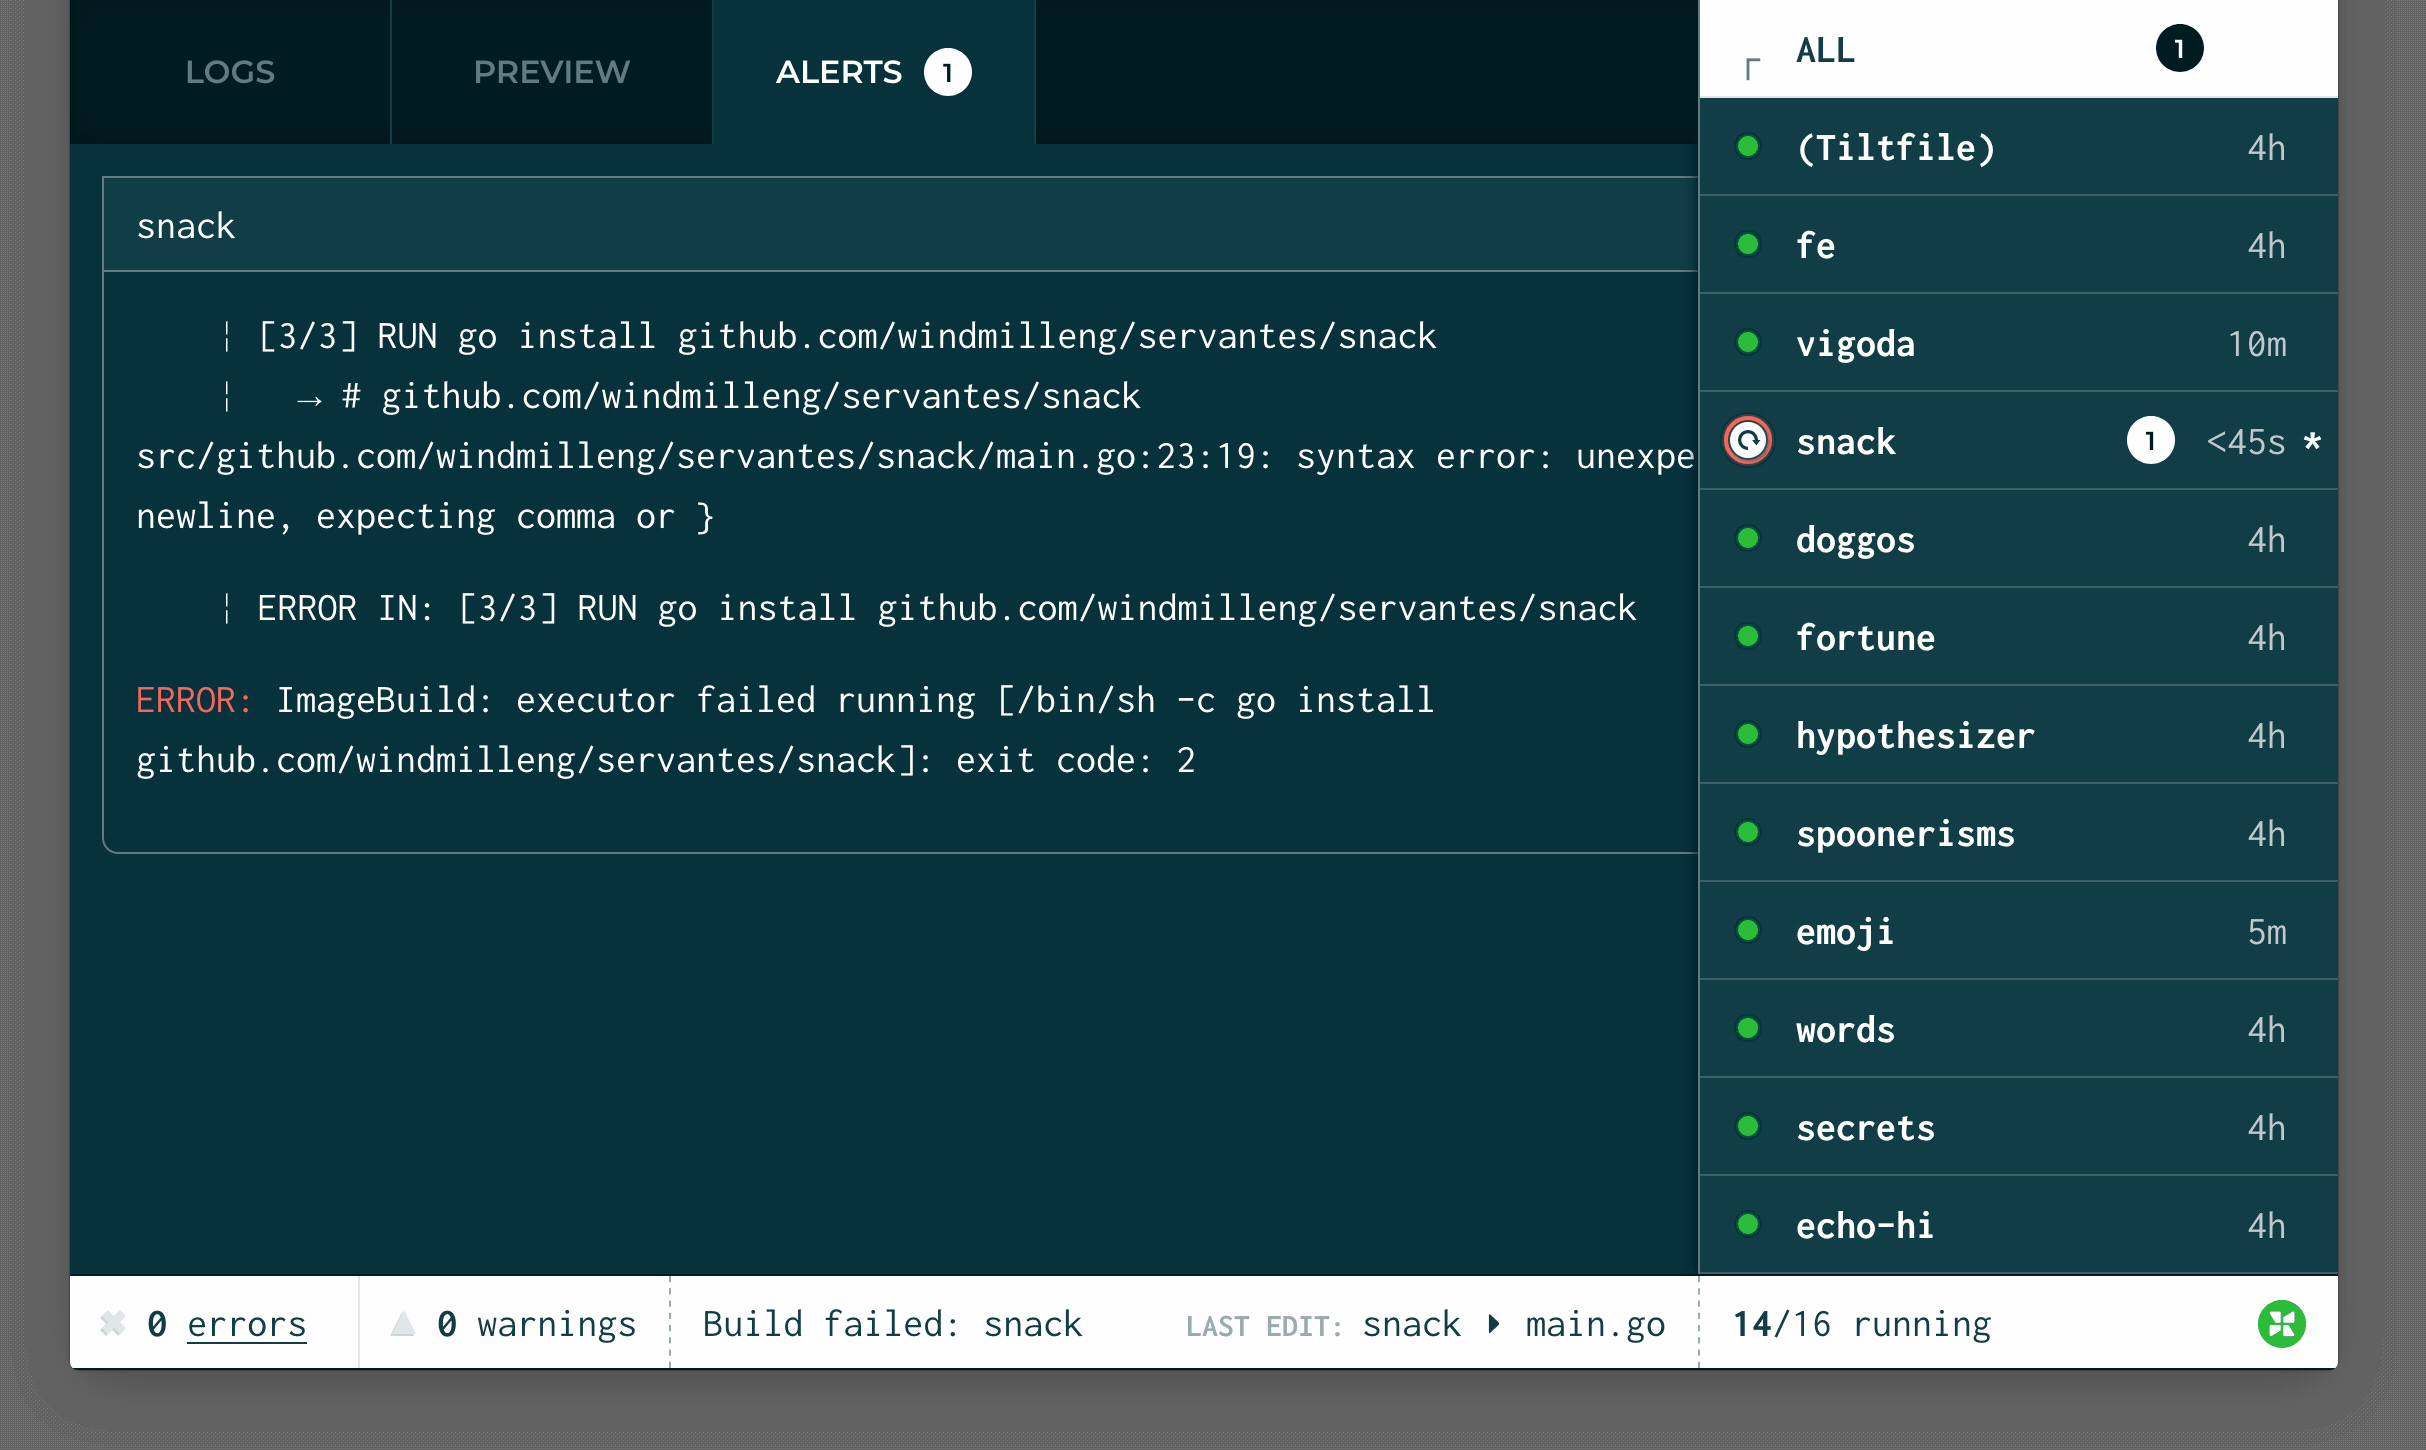 LOGS
PREVIEW
ALERTS 1
snack
¦ [3/3] RUN go install github.com/windmilleng/servantes/snack
¦ → # github.com/windmilleng/servantes/snack
src/github.com/windmilleng/servantes/snack/main.go:23:19: syntax error: unexpe
newline, expecting comma or }
¦ ERROR IN: [3/3] RUN go install github.com/windmilleng/servantes/snack
ERROR: ImageBuild: executor failed running [/bin/sh -c go install
github.com/windmilleng/servantes/snack]: exit code: 2
┌ ALL 1
(Tiltfile) 4h
fe 4h
vigoda 10m
snack 1 <45s *
doggos 4h
fortune 4h
hypothesizer 4h
spoonerisms 4h
emoji 5m
words 4h
secrets 4h
echo-hi 4h
0 errors
0 warnings
Build failed: snack
LAST EDIT: snack ▸ main.go
14/16 running